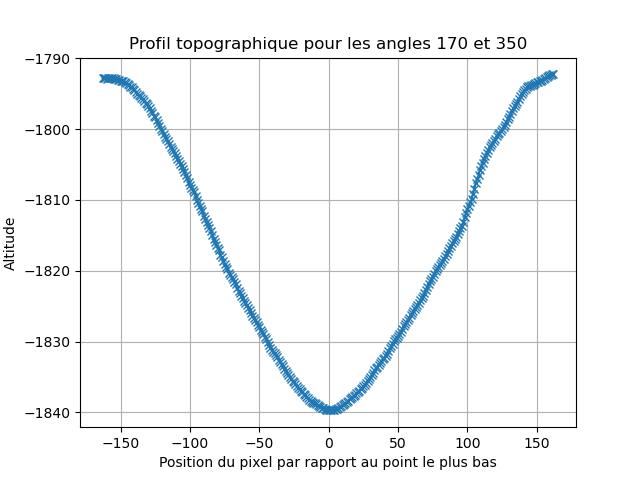 Profil topographique pour les angles 170 et 350
−1790
−1800
−1810
−1820
−1830
−1840
Altitude
−150 −100 −50 0 50 100 150
Position du pixel par rapport au point le plus bas